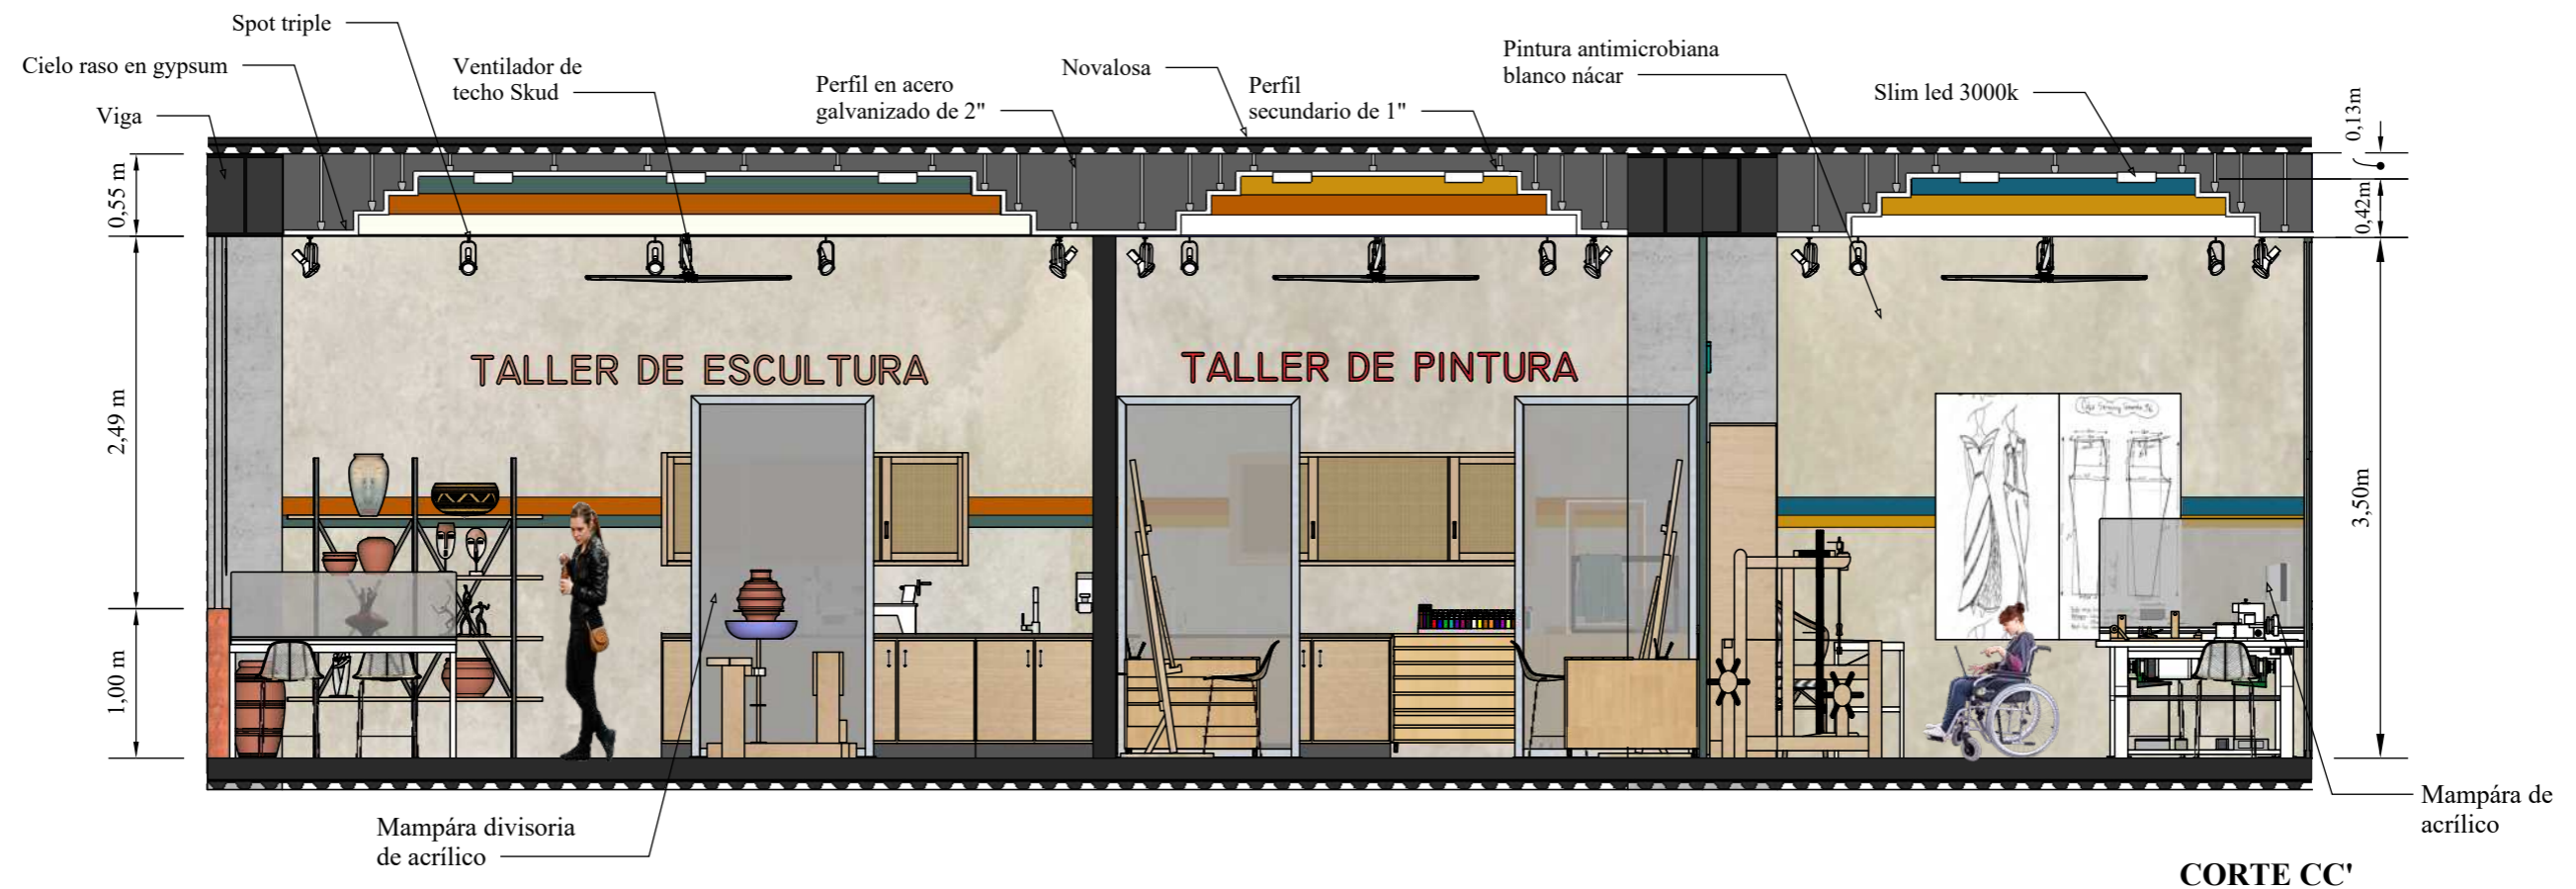 Spot triple
Cielo raso en gypsum
Viga
Ventilador de
techo Skud
Perfil en acero
galvanizado de 2"
Novalosa
Perfil
secundario de 1"
Pintura antimicrobiana
blanco nácar
Slim led 3000k
0,13m
0,55 m
0,42m
2,49 m
TALLER DE ESCULTURA
TALLER DE PINTURA
3,50m
1,00 m
Mampára divisoria
de acrílico
Mampára de
acrílico
CORTE CC'